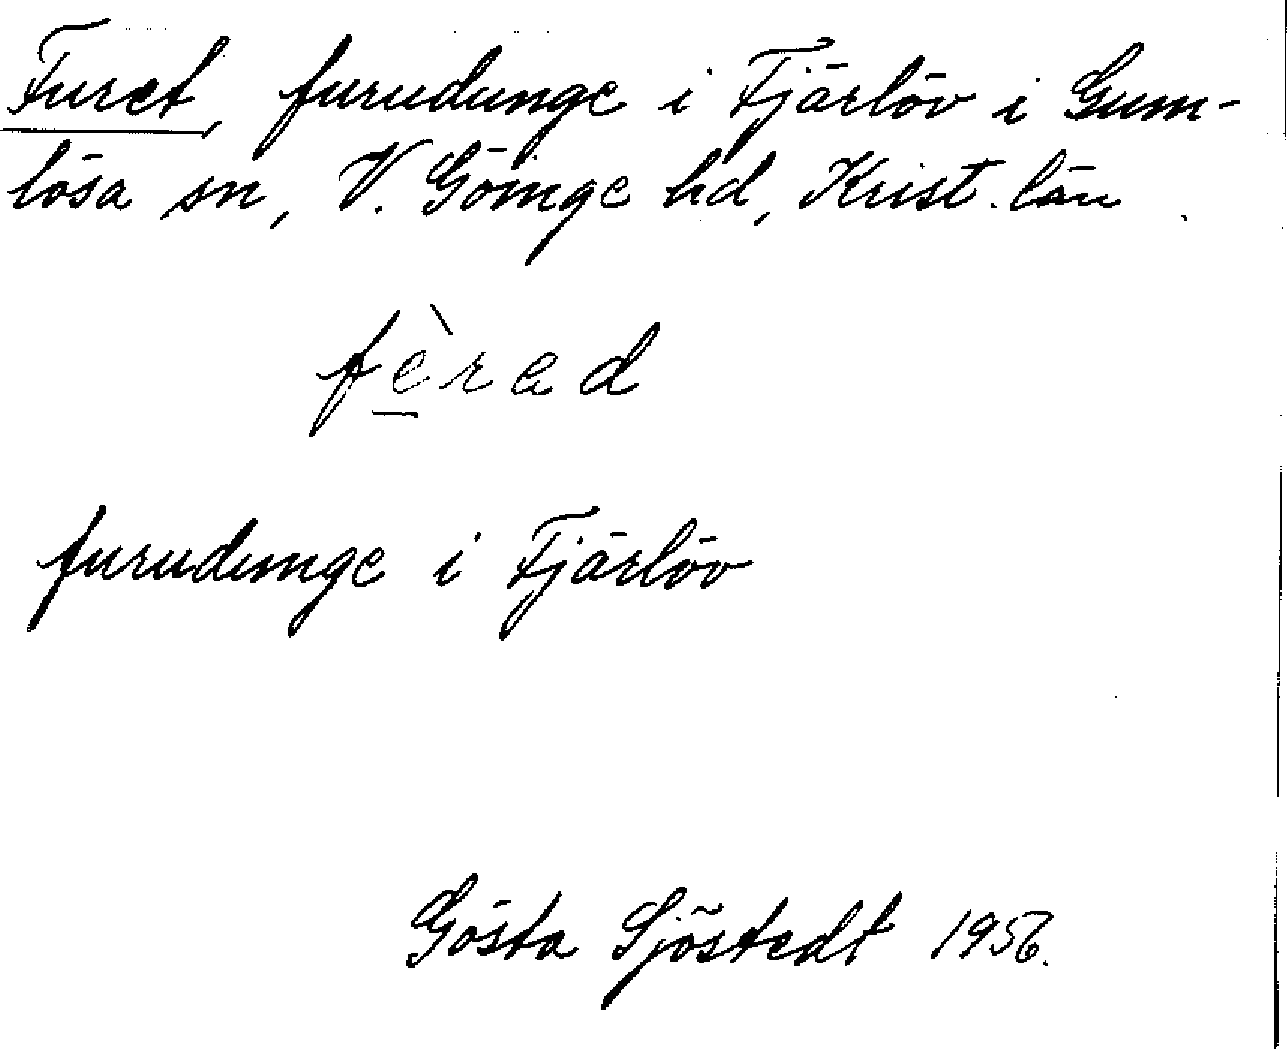 Furet, furudunge i Fjärlöv i Gum-
lösa sn, V. Göinge hd, Krist. län.
fèrad
furudunge i Fjärlöv
Gösta Sjöstedt 1956.